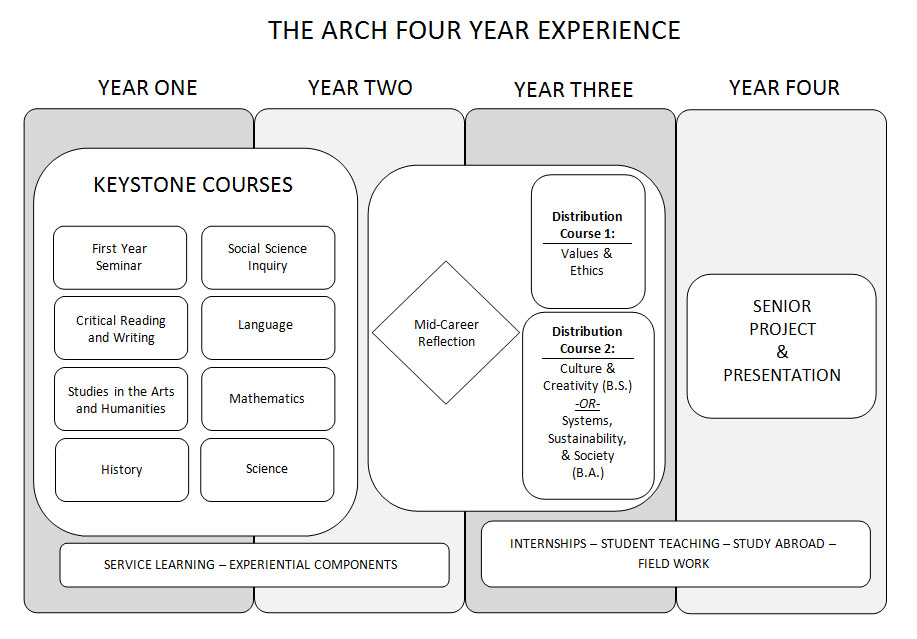 THE ARCH FOUR YEAR EXPERIENCE
YEAR ONE
YEAR TWO
YEAR THREE
YEAR FOUR
KEYSTONE COURSES
First Year
Seminar
Social Science
Inquiry
Critical Reading
and Writing
Language
Studies in the Arts
and Humanities
Mathematics
History
Science
Mid-Career
Reflection
Distribution
Course 1:
Values &
Ethics
Distribution
Course 2:
Culture &
Creativity (B.S.)
-OR-
Systems,
Sustainability,
& Society
(B.A.)
SENIOR
PROJECT
&
PRESENTATION
SERVICE LEARNING – EXPERIENTIAL COMPONENTS
INTERNSHIPS – STUDENT TEACHING – STUDY ABROAD –
FIELD WORK